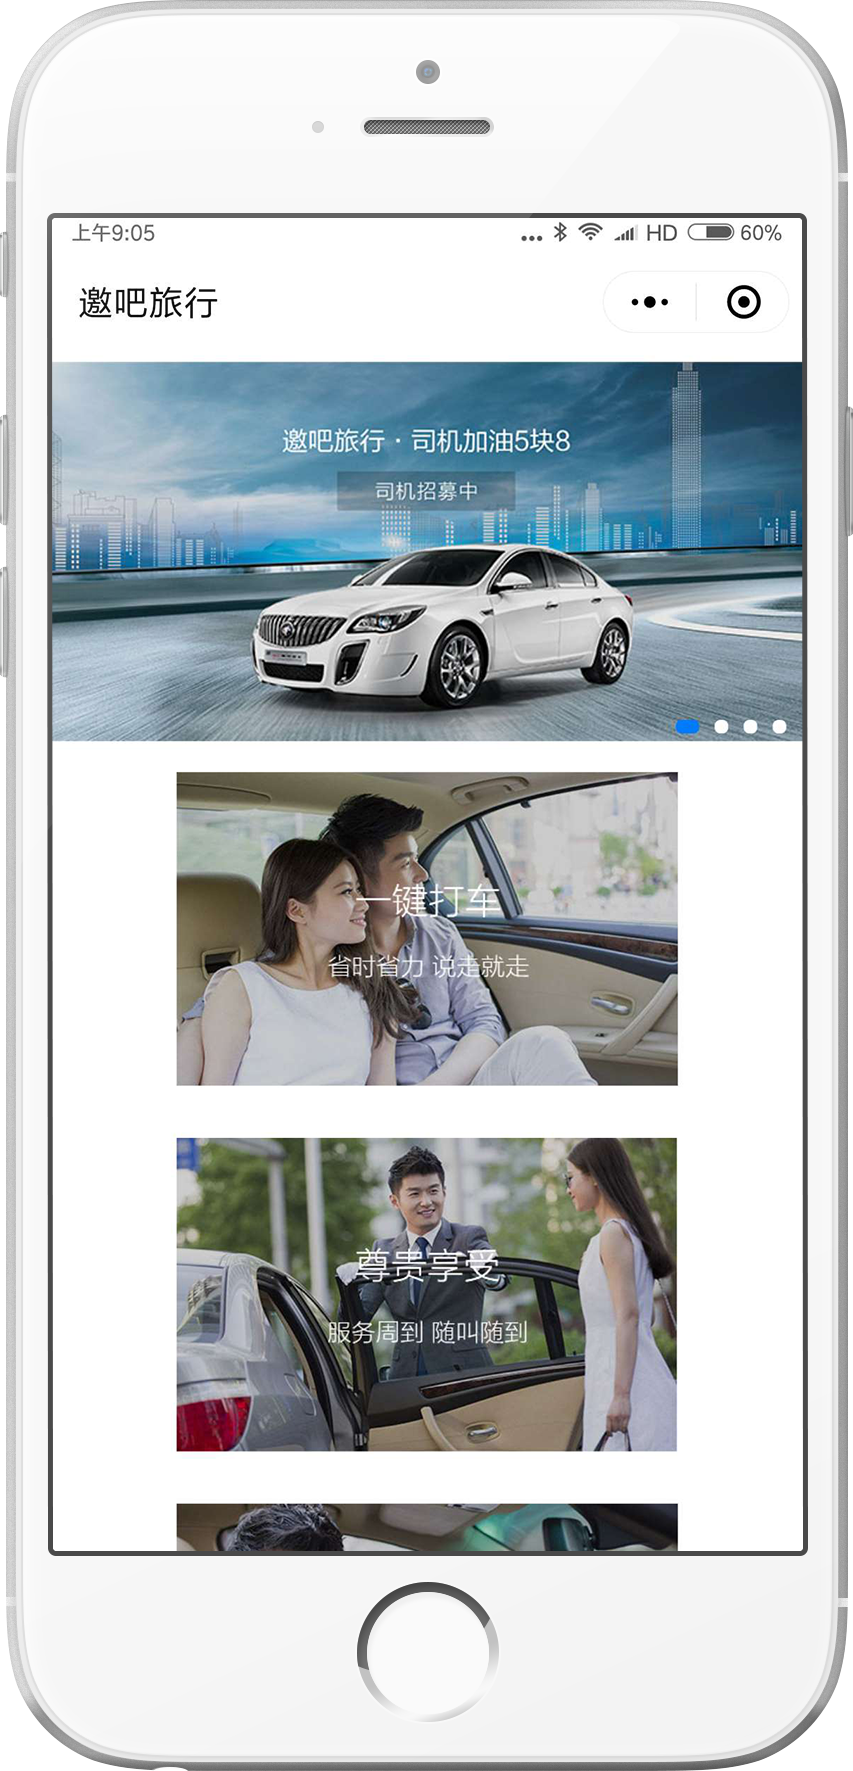 上午9:05
HD 60%
邀吧旅行
邀吧旅行·司机加油5块8
司机招募中
一键打车
省时省力 说走就走
尊贵享受
服务周到 随叫随到